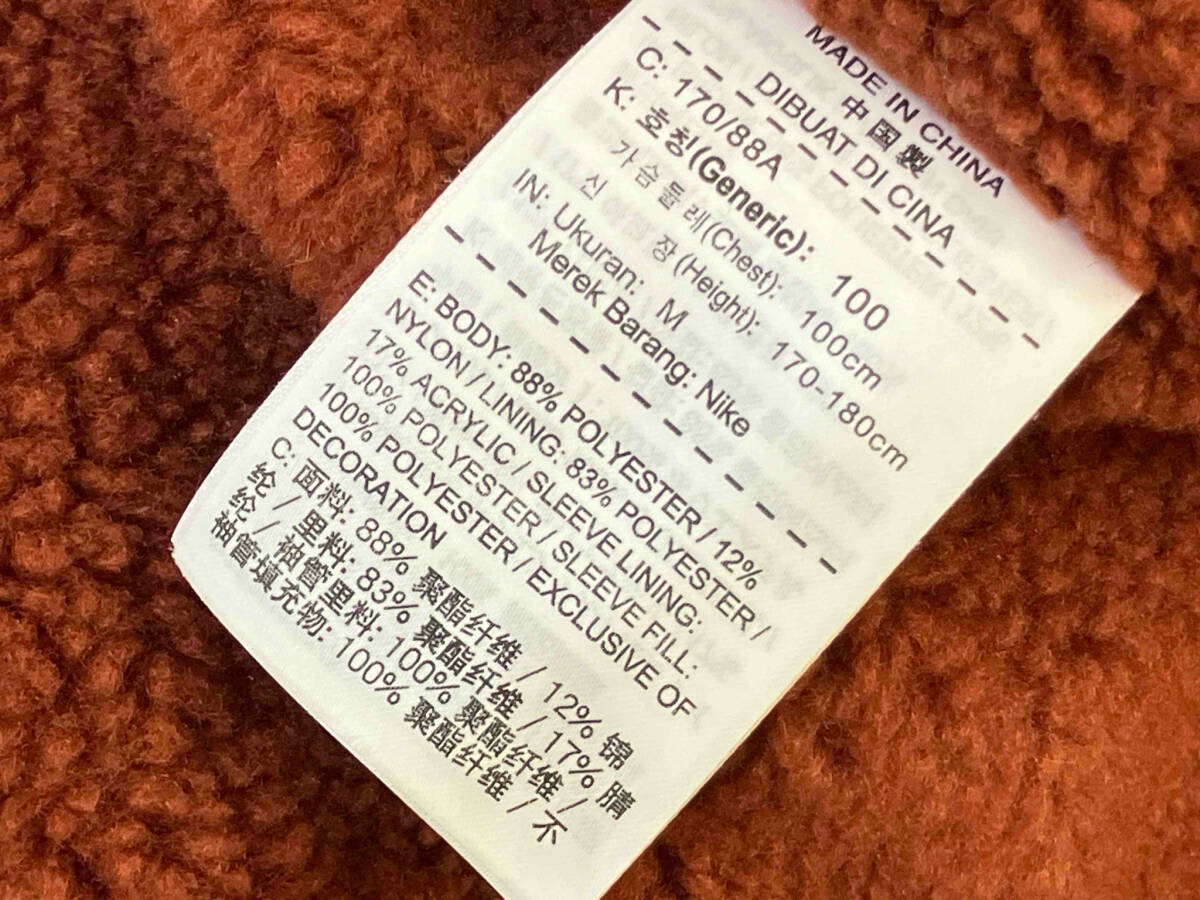 MADE IN CHINA
中国製
DIBUAT DI CINA
C: 170/88A
K: 호칭(Generic): 100
가슴둘레(Chest): 100cm
신 장(Height): 170-180cm
IN: Ukuran: M
Merek Barang: Nike
E: BODY: 88% POLYESTER / 12%
NYLON / LINING: 83% POLYESTER /
17% ACRYLIC / SLEEVE LINING:
100% POLYESTER / SLEEVE FILL:
100% POLYESTER / EXCLUSIVE OF
DECORATION
C: 面料: 88% 聚酯纤维 / 12% 锦
纶 / 里料: 83% 聚酯纤维 / 17% 腈
纶 / 袖管里料: 100% 聚酯纤维 /
袖管填充物: 100% 聚酯纤维 / 不